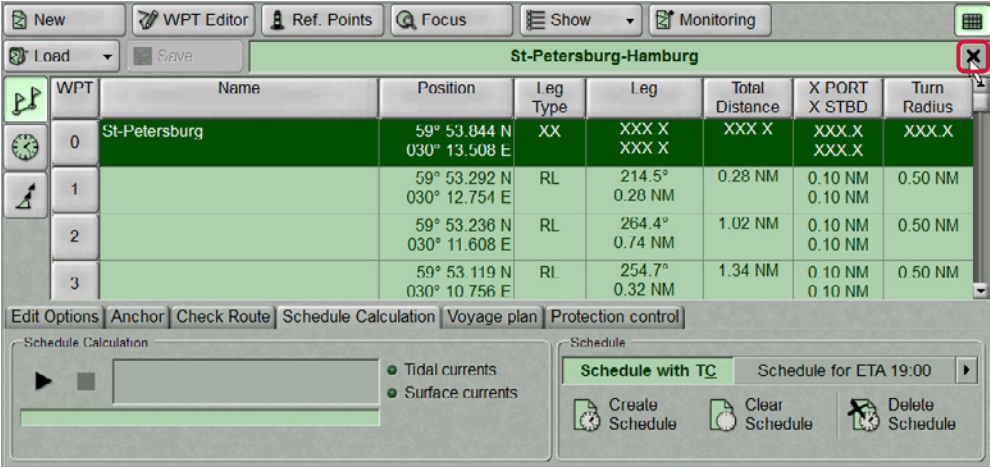 New WPT Editor Ref. Points Focus Show Monitoring
Load Save St-Petersburg-Hamburg
WPT Name Position Leg Type Leg Total Distance X PORT X STBD Turn Radius
0 St-Petersburg 59° 53.844 N XX XXX X XXX X XXX.X XXX.X
030° 13.508 E XXX X XXX.X
1 59° 53.292 N RL 214.5° 0.28 NM 0.10 NM 0.50 NM
030° 12.754 E 0.28 NM 0.10 NM
2 59° 53.236 N RL 264.4° 1.02 NM 0.10 NM 0.50 NM
030° 11.608 E 0.74 NM 0.10 NM
3 59° 53 119 N RL 254.7° 1.34 NM 0.10 NM 0.50 NM
030° 10 756 E 0.32 NM 0 10 NM
Edit Options Anchor Check Route Schedule Calculation Voyage plan Protection control
Schedule Calculation Schedule
Tidal currents Schedule with TC Schedule for ETA 19:00
Surface currents
Create Schedule Clear Schedule Delete Schedule